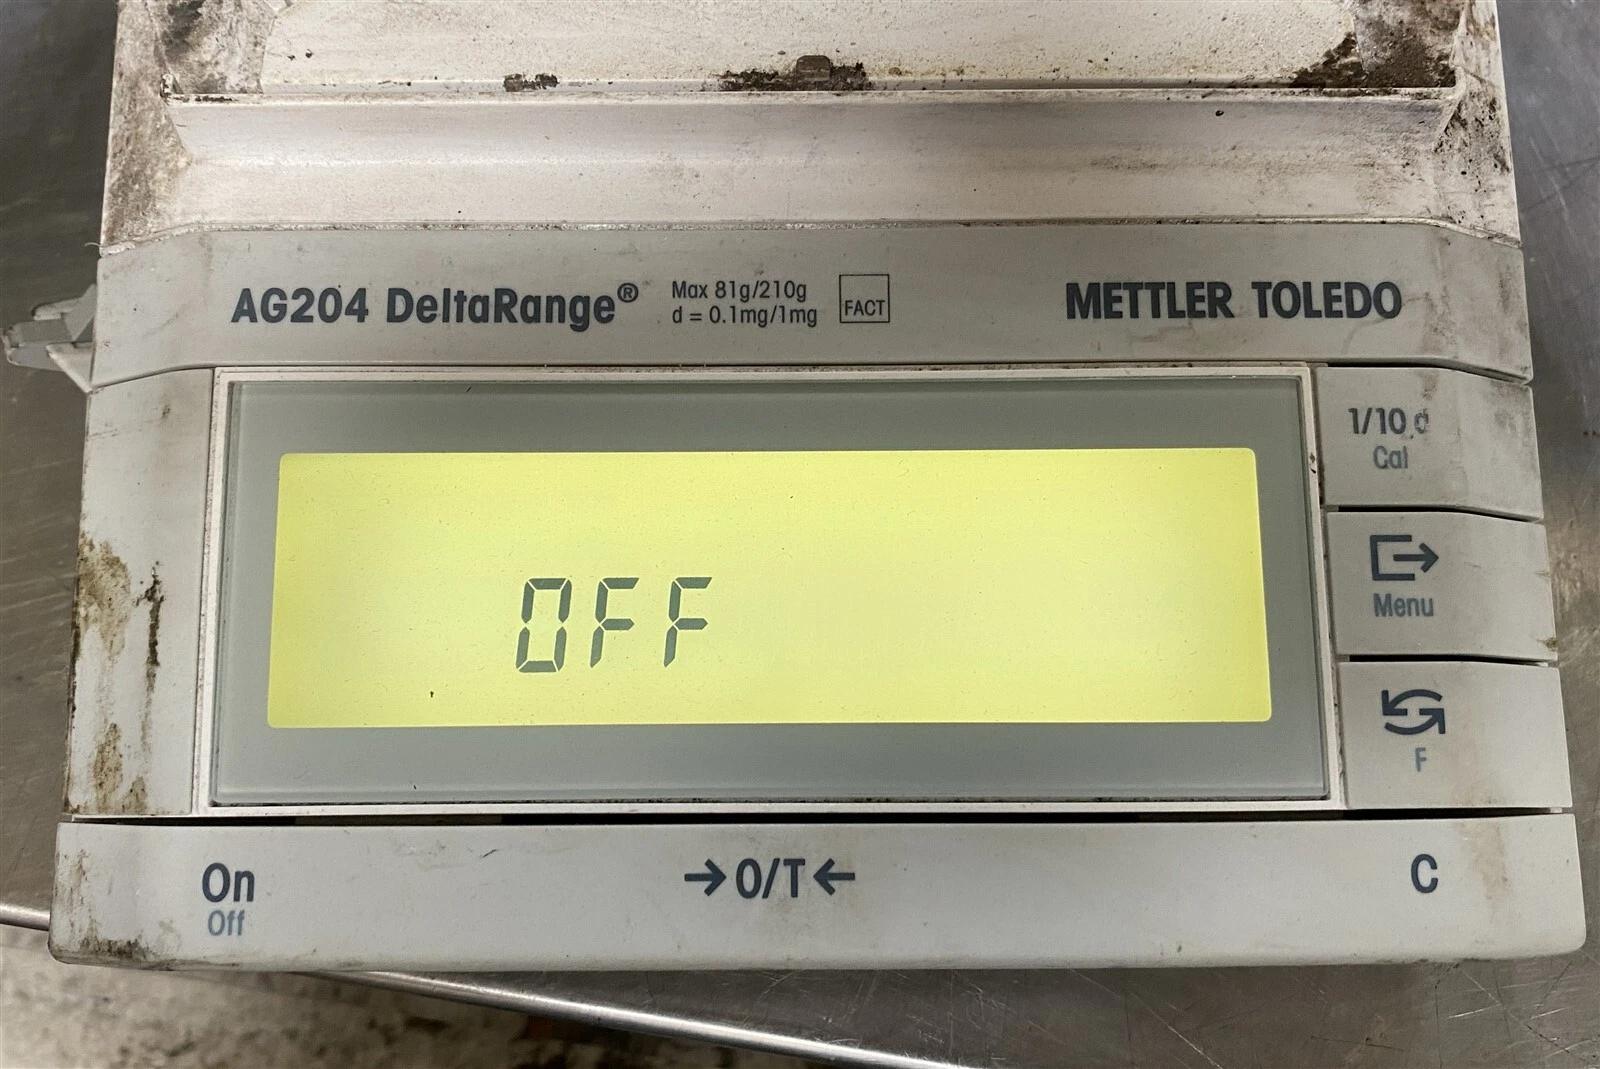 AG204 DeltaRange®
Max 81g/210g
d = 0.1mg/1mg
FACT
METTLER TOLEDO
1/10 d
Cal
OFF
Menu
F
On
Off
→0/T←
C